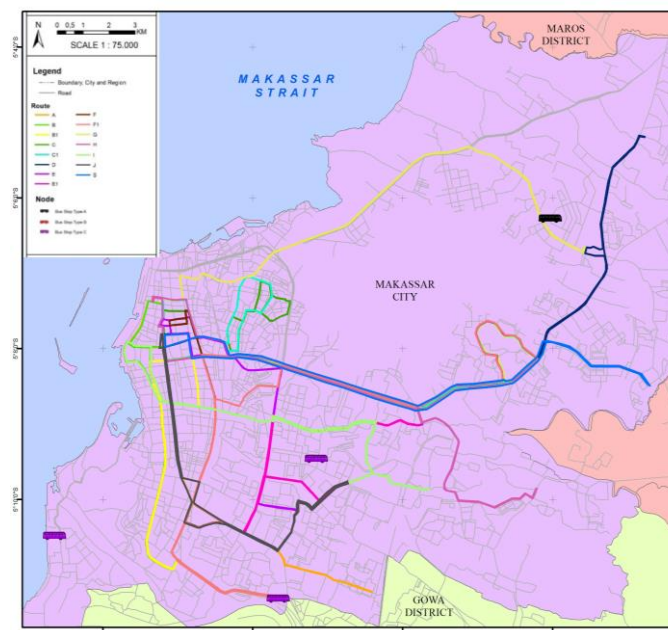 N
0 0,5 1 2 3
KM
SCALE 1 : 75.000
Legend
Boundary, City and Region
Road
Route
A
B
B1
C
C1
D
E
E1
F
F1
G
H
I
J
S
Node
Bus Stop Type A
Bus Stop Type B
Bus Stop Type C
MAKASSAR
STRAIT
MAROS
DISTRICT
MAKASSAR
CITY
GOWA
DISTRICT